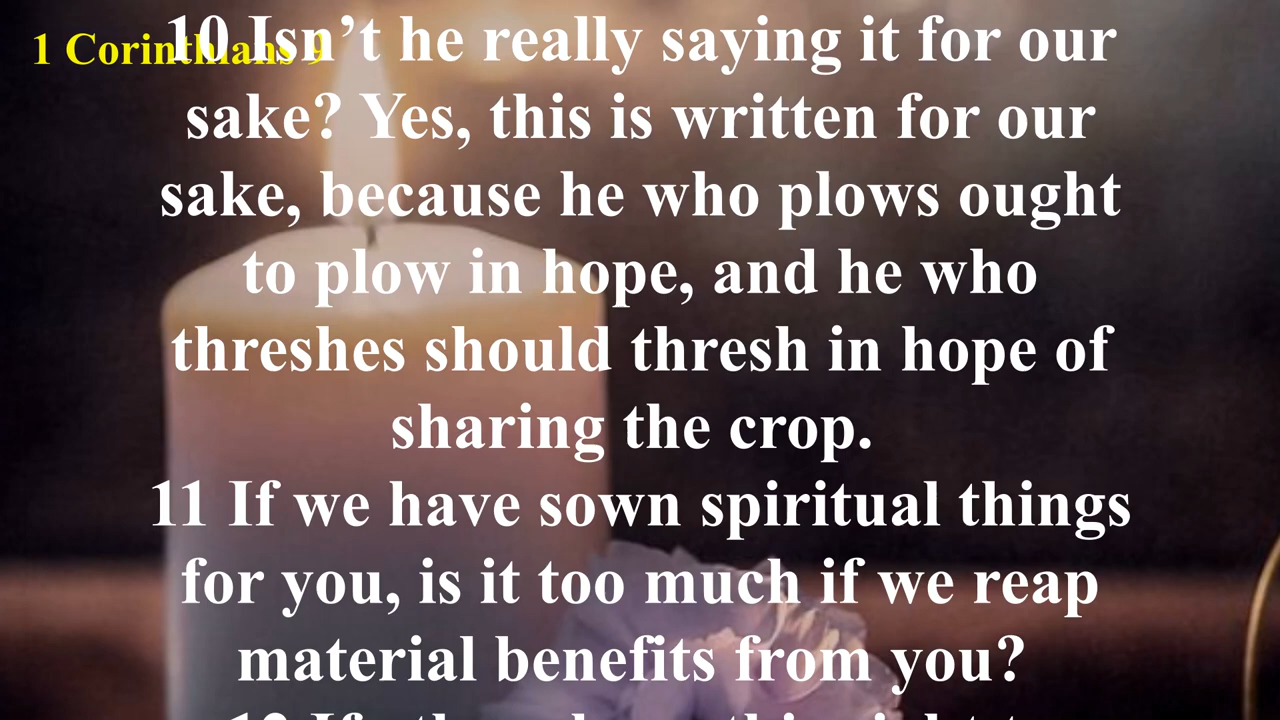 1 Corinthians 9
10 Isn’t he really saying it for our
sake? Yes, this is written for our
sake, because he who plows ought
to plow in hope, and he who
threshes should thresh in hope of
sharing the crop.
11 If we have sown spiritual things
for you, is it too much if we reap
material benefits from you?